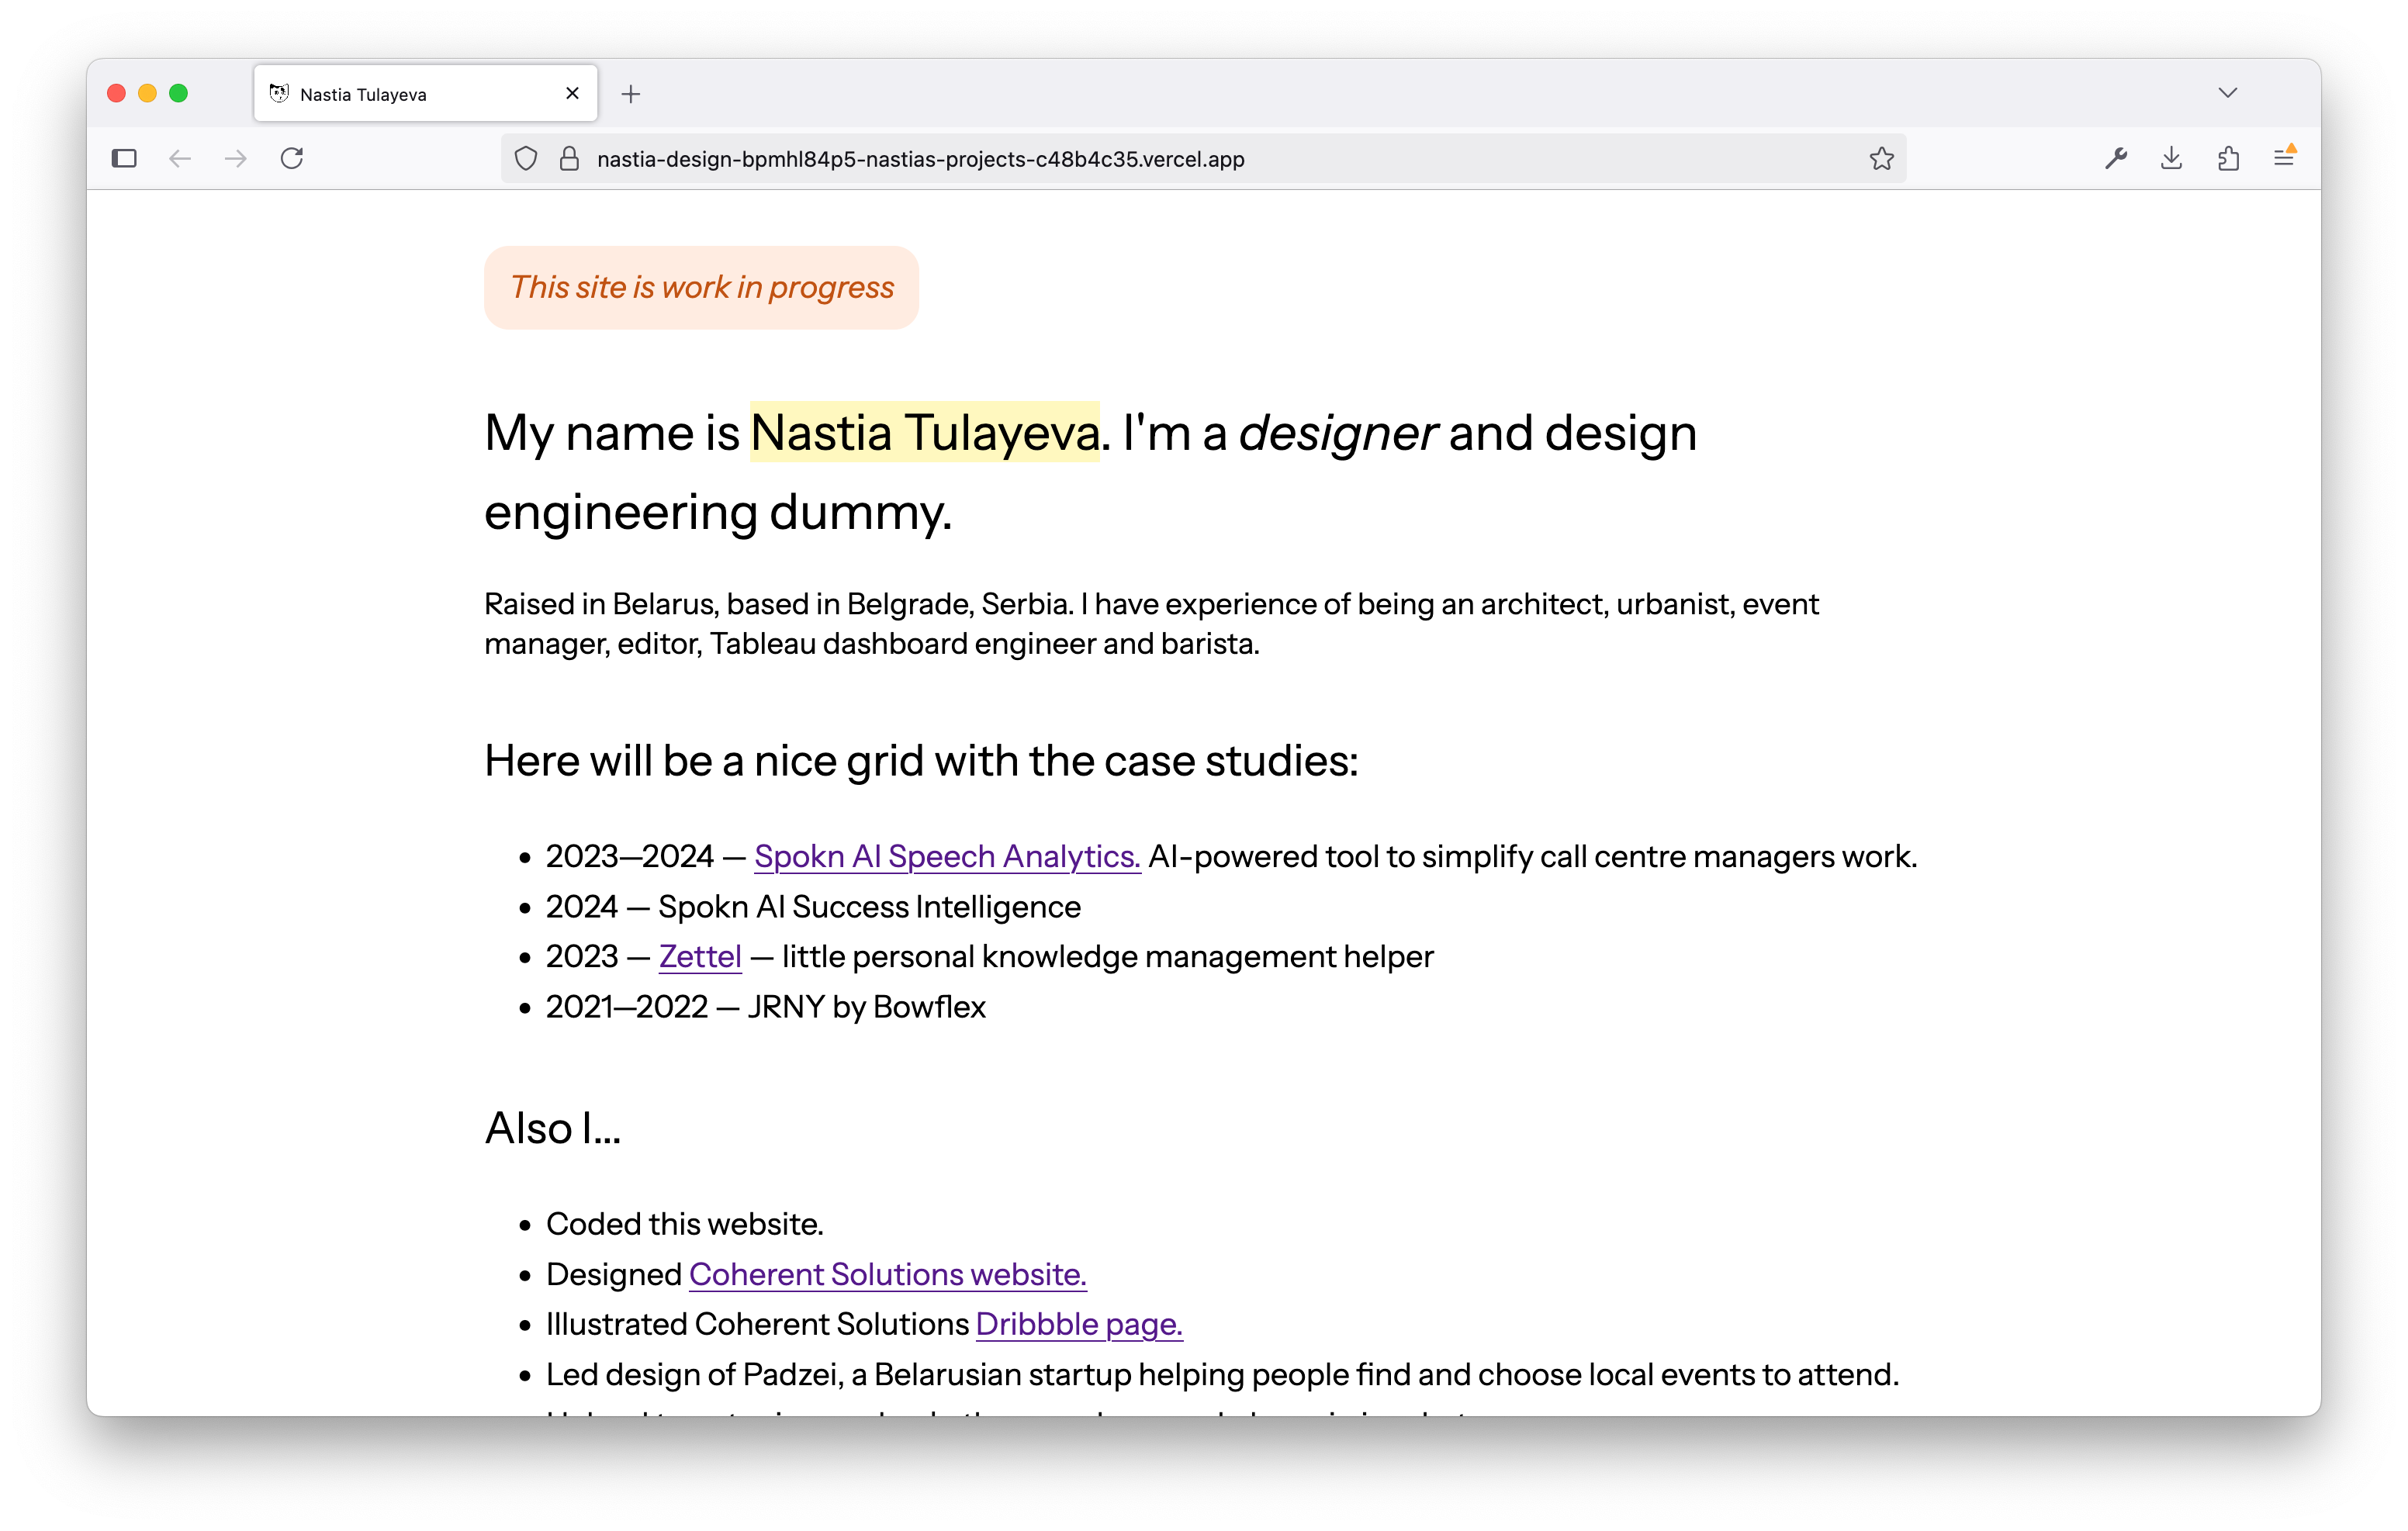 Nastia Tulayeva
nastia-design-bpmhl84p5-nastias-projects-c48b4c35.vercel.app
This site is work in progress
My name is Nastia Tulayeva. I'm a designer and design
engineering dummy.
Raised in Belarus, based in Belgrade, Serbia. I have experience of being an architect, urbanist, event
manager, editor, Tableau dashboard engineer and barista.
Here will be a nice grid with the case studies:
2023—2024 — Spokn AI Speech Analytics. AI-powered tool to simplify call centre managers work.
2024 — Spokn AI Success Intelligence
2023 — Zettel — little personal knowledge management helper
2021—2022 — JRNY by Bowflex
Also I...
Coded this website.
Designed Coherent Solutions website.
Illustrated Coherent Solutions Dribbble page.
Led design of Padzei, a Belarusian startup helping people find and choose local events to attend.